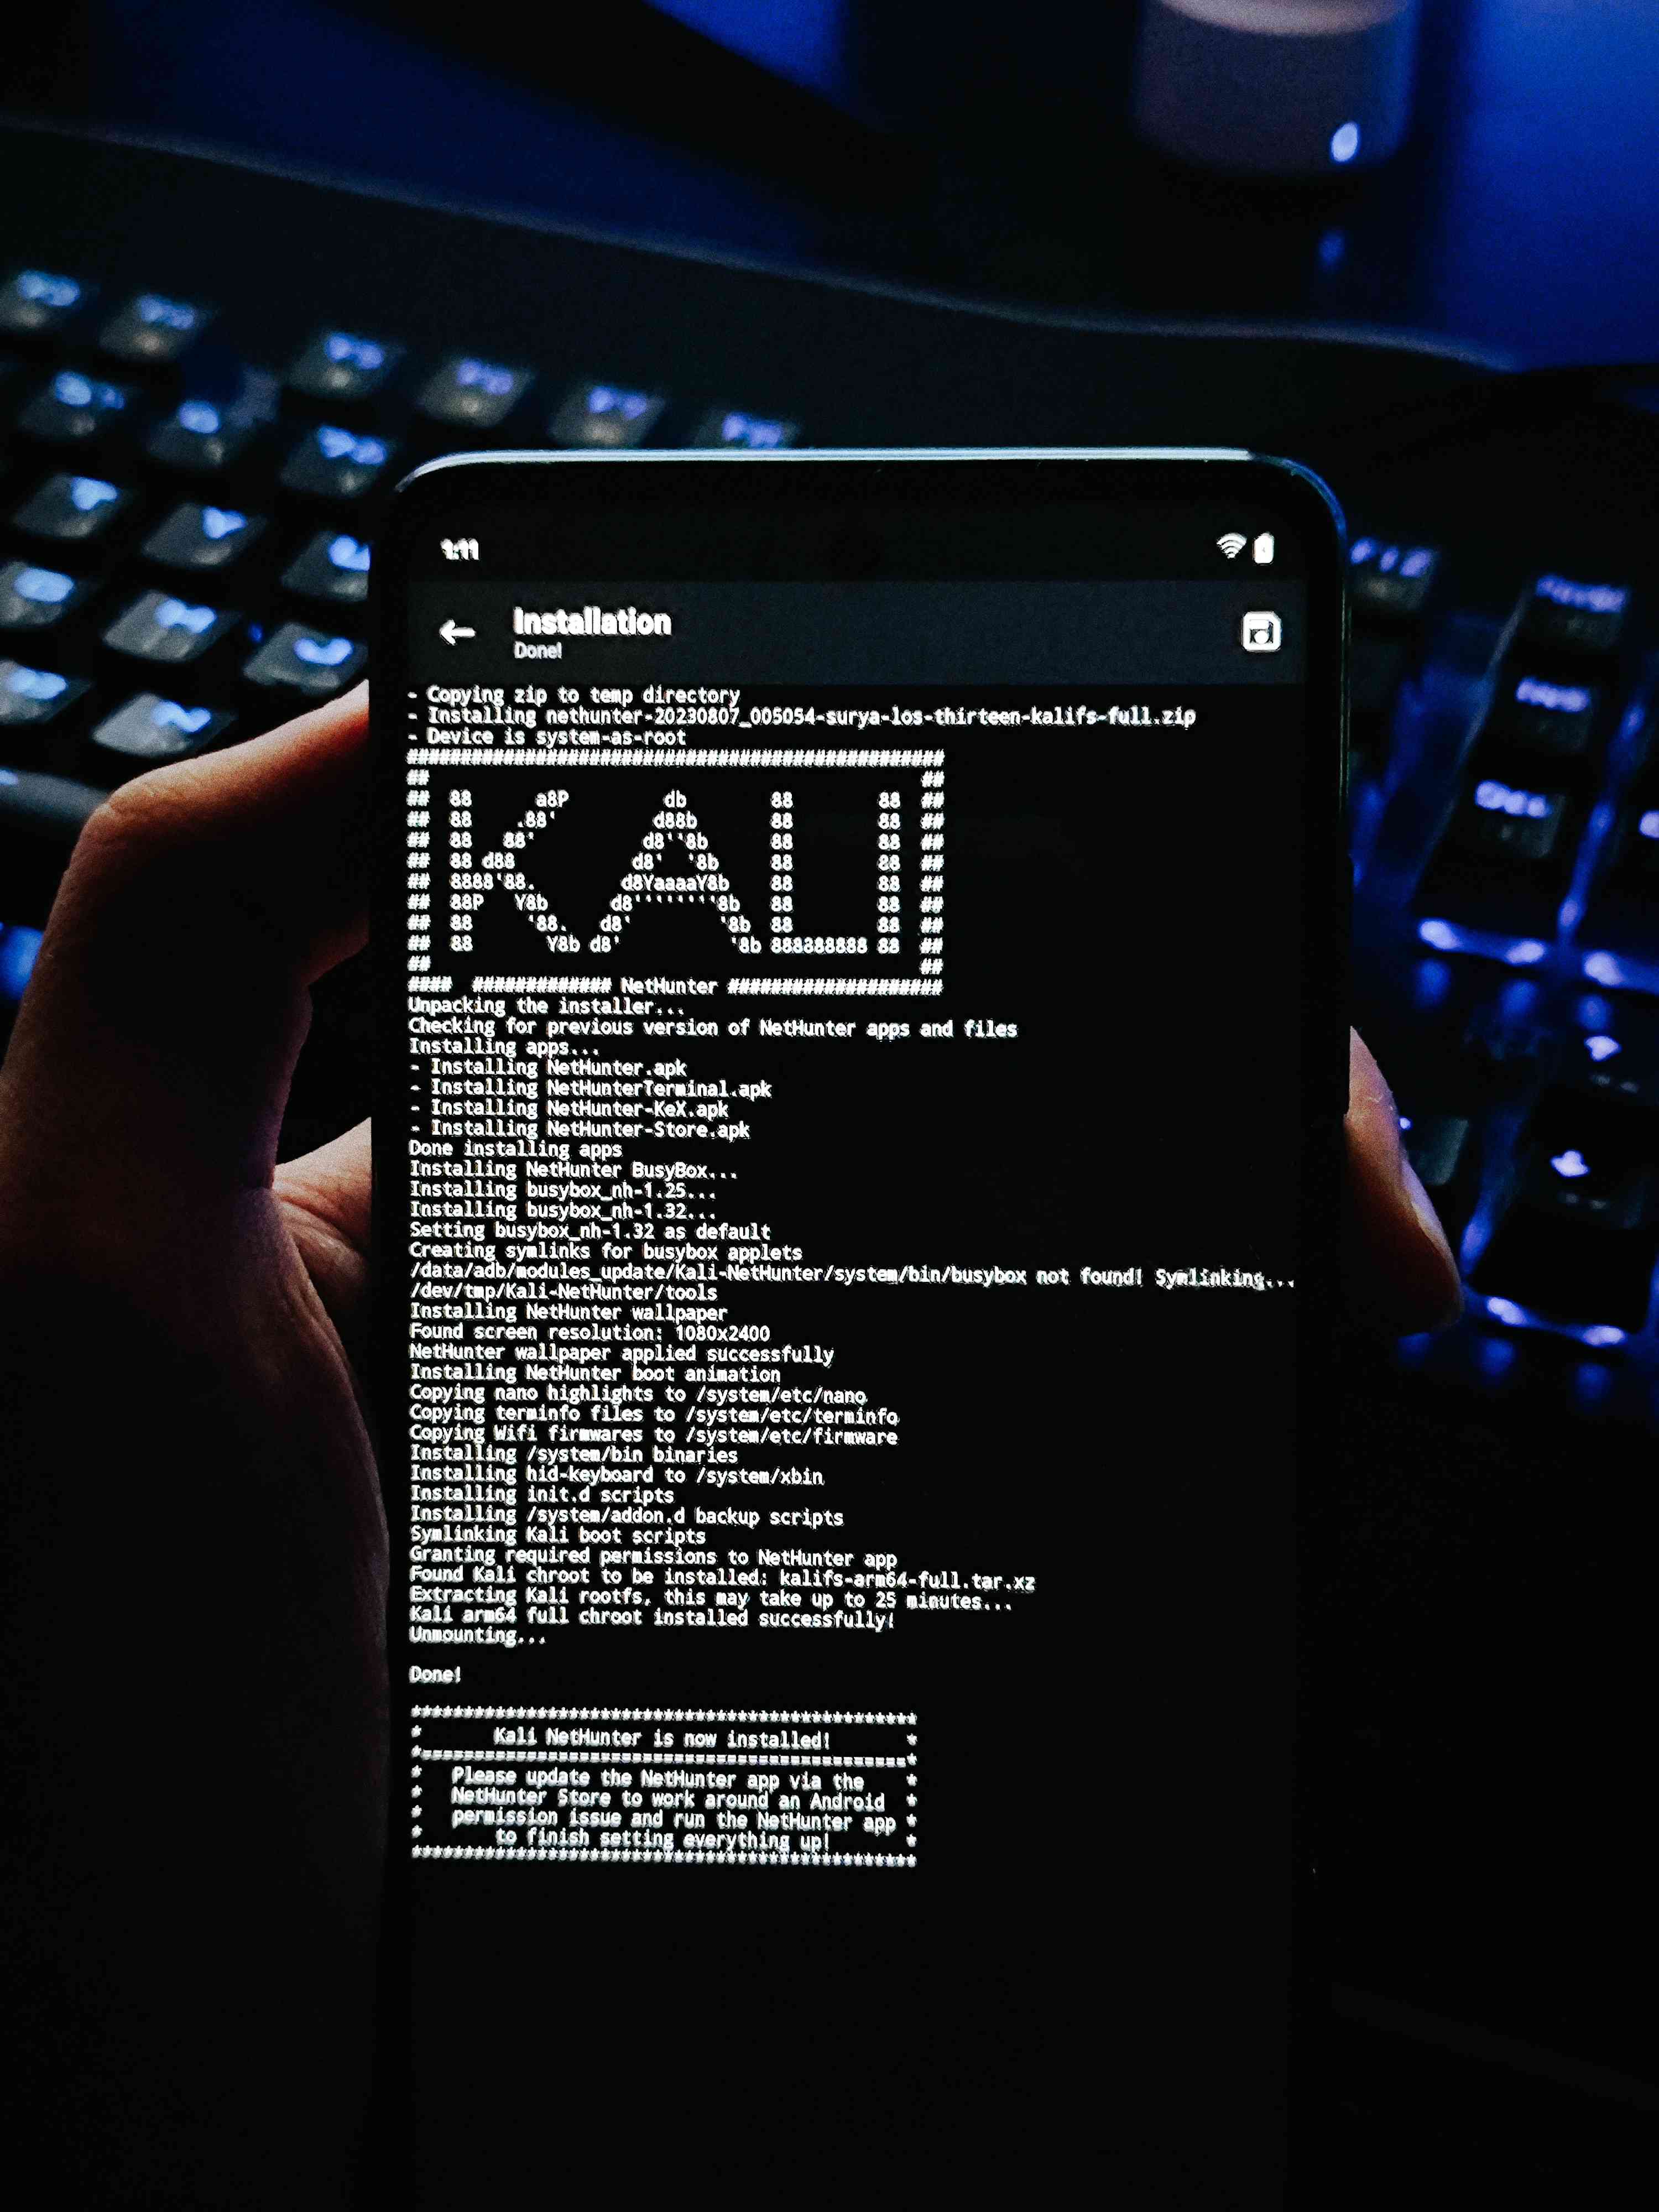 1:11
Installation
Done!
- Copying zip to temp directory
- Installing nethunter-20230807_005054-surya-los-thirteen-kalifs-full.zip
- Device is system-as-root
##################################################
##                                              ##
##  88      a8P         db        88        88  ##
##  88    .88'         d88b       88        88  ##
##  88   88'          d8''8b      88        88  ##
##  88 d88           d8'  '8b     88        88  ##
##  8888'88.        d8YaaaaY8b    88        88  ##
##  88P   Y8b      d8''''''''8b   88        88  ##
##  88     '88.   d8'        '8b  88        88  ##
##  88       Y8b d8'          '8b 888888888 88  ##
##                                              ##
####  ############# NetHunter ####################
Unpacking the installer...
Checking for previous version of NetHunter apps and files
Installing apps...
- Installing NetHunter.apk
- Installing NetHunterTerminal.apk
- Installing NetHunter-KeX.apk
- Installing NetHunter-Store.apk
Done installing apps
Installing NetHunter BusyBox...
Installing busybox_nh-1.25...
Installing busybox_nh-1.32...
Setting busybox_nh-1.32 as default
Creating symlinks for busybox applets
/data/adb/modules_update/Kali-NetHunter/system/bin/busybox not found! Symlinking...
/dev/tmp/Kali-NetHunter/tools
Installing NetHunter wallpaper
Found screen resolution: 1080x2400
NetHunter wallpaper applied successfully
Installing NetHunter boot animation
Copying nano highlights to /system/etc/nano
Copying terminfo files to /system/etc/terminfo
Copying Wifi firmwares to /system/etc/firmware
Installing /system/bin binaries
Installing hid-keyboard to /system/xbin
Installing init.d scripts
Installing /system/addon.d backup scripts
Symlinking Kali boot scripts
Granting required permissions to NetHunter app
Found Kali chroot to be installed: kalifs-arm64-full.tar.xz
Extracting Kali rootfs, this may take up to 25 minutes...
Kali arm64 full chroot installed successfully!
Unmounting...
Done!
************************************************
*       Kali NetHunter is now installed!       *
*==============================================*
*   Please update the NetHunter app via the    *
*   NetHunter Store to work around an Android  *
*   permission issue and run the NetHunter app *
*       to finish setting everything up!       *
************************************************
F12
Del